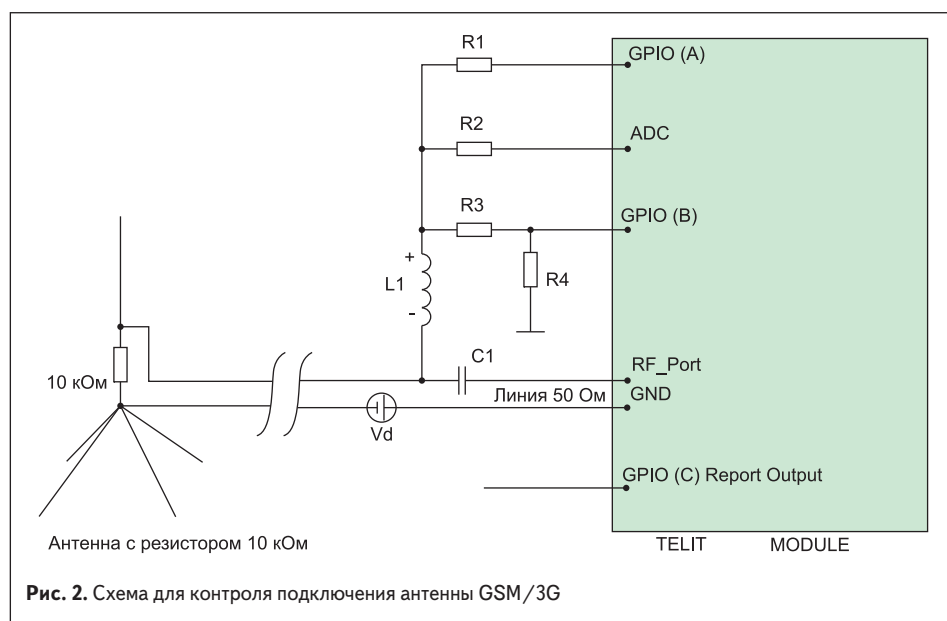 R1
GPIO (A)
R2
ADC
R3
GPIO (B)
+
L1
R4
-
C1
RF_Port
10 кОм
Линия 50 Ом
GND
Vd
GPIO (C) Report Output
Антенна с резистором 10 кОм
TELIT MODULE
Рис. 2. Схема для контроля подключения антенны GSM/3G